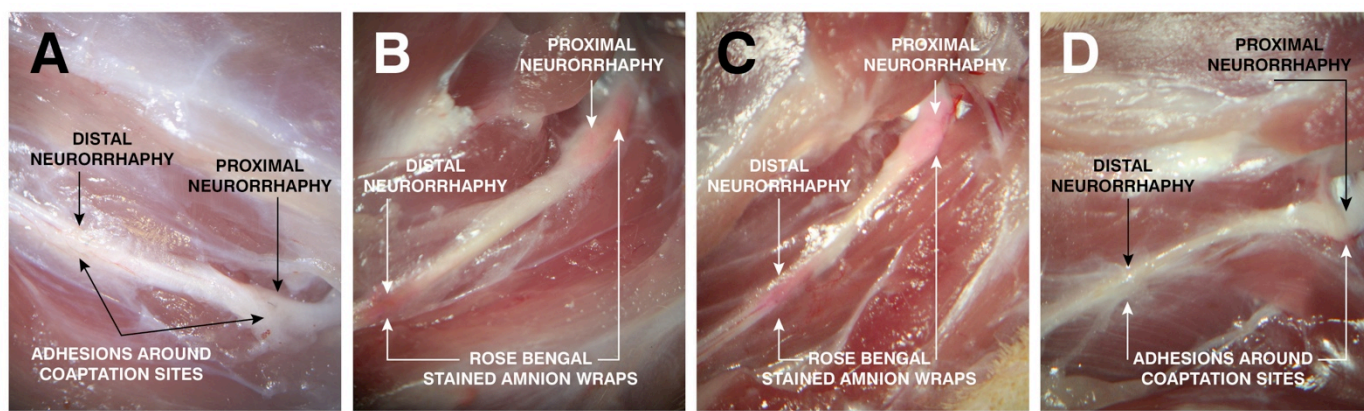 A
DISTAL
NEURORRHAPHY
PROXIMAL
NEURORRHAPHY
ADHESIONS AROUND
COAPTATION SITES
B
PROXIMAL
NEURORRHAPHY
DISTAL
NEURORRHAPHY
ROSE BENGAL
STAINED AMNION WRAPS
C
PROXIMAL
NEURORRHAPHY
DISTAL
NEURORRHAPHY
ROSE BENGAL
STAINED AMNION WRAPS
D
PROXIMAL
NEURORRHAPHY
DISTAL
NEURORRHAPHY
ADHESIONS AROUND
COAPTATION SITES